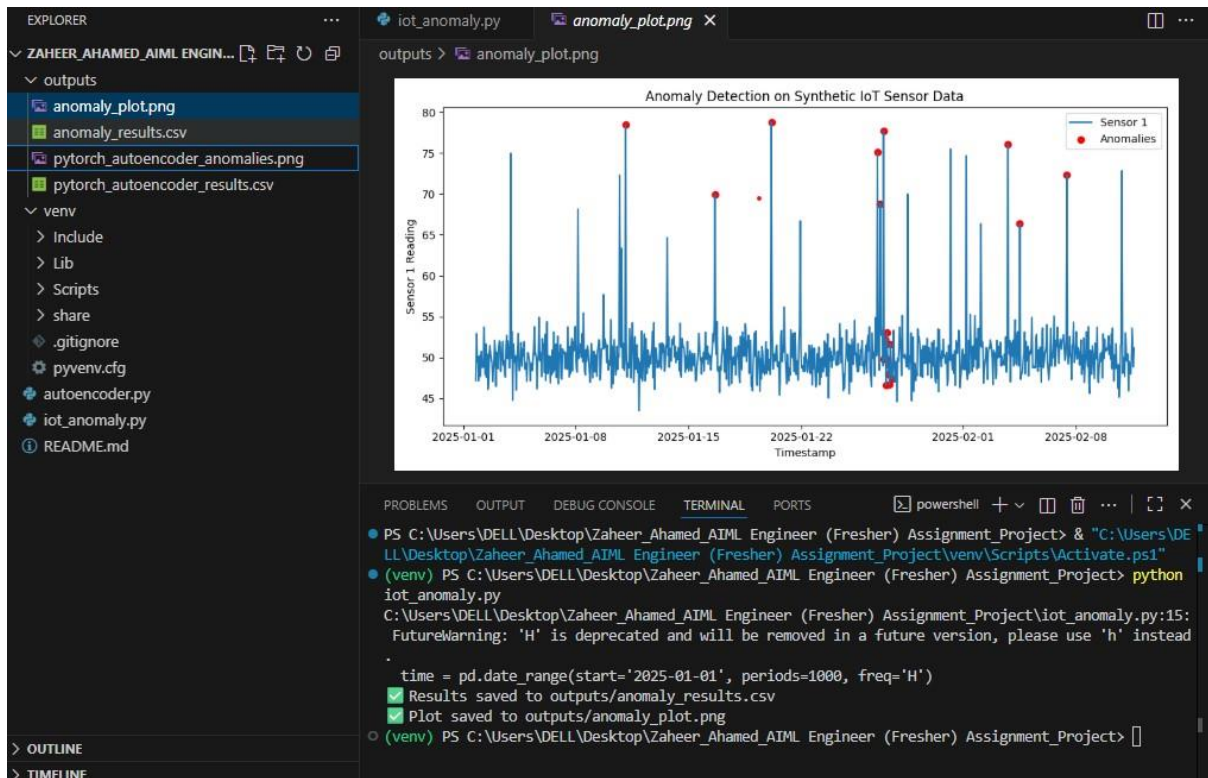 EXPLORER
ZAHEER_AHAMED_AIML ENGIN...
outputs
anomaly_plot.png
anomaly_results.csv
pytorch_autoencoder_anomalies.png
pytorch_autoencoder_results.csv
venv
Include
Lib
Scripts
share
.gitignore
pyvenv.cfg
autoencoder.py
iot_anomaly.py
README.md
OUTLINE
TIMELINE
iot_anomaly.py
anomaly_plot.png
outputs > anomaly_plot.png
Anomaly Detection on Synthetic IoT Sensor Data
Sensor 1
Anomalies
Sensor 1 Reading
80
75
70
65
60
55
50
45
2025-01-01 2025-01-08 2025-01-15 2025-01-22 2025-02-01 2025-02-08
Timestamp
PROBLEMS OUTPUT DEBUG CONSOLE TERMINAL PORTS powershell
PS C:\Users\DELL\Desktop\Zaheer_Ahamed_AIML Engineer (Fresher) Assignment_Project> & "C:\Users\DE
LL\Desktop\Zaheer_Ahamed_AIML Engineer (Fresher) Assignment_Project\venv\Scripts\Activate.ps1"
(venv) PS C:\Users\DELL\Desktop\Zaheer_Ahamed_AIML Engineer (Fresher) Assignment_Project> python
iot_anomaly.py
C:\Users\DELL\Desktop\Zaheer_Ahamed_AIML Engineer (Fresher) Assignment_Project\iot_anomaly.py:15:
FutureWarning: 'H' is deprecated and will be removed in a future version, please use 'h' instead
.
time = pd.date_range(start='2025-01-01', periods=1000, freq='H')
✅ Results saved to outputs/anomaly_results.csv
✅ Plot saved to outputs/anomaly_plot.png
(venv) PS C:\Users\DELL\Desktop\Zaheer_Ahamed_AIML Engineer (Fresher) Assignment_Project>